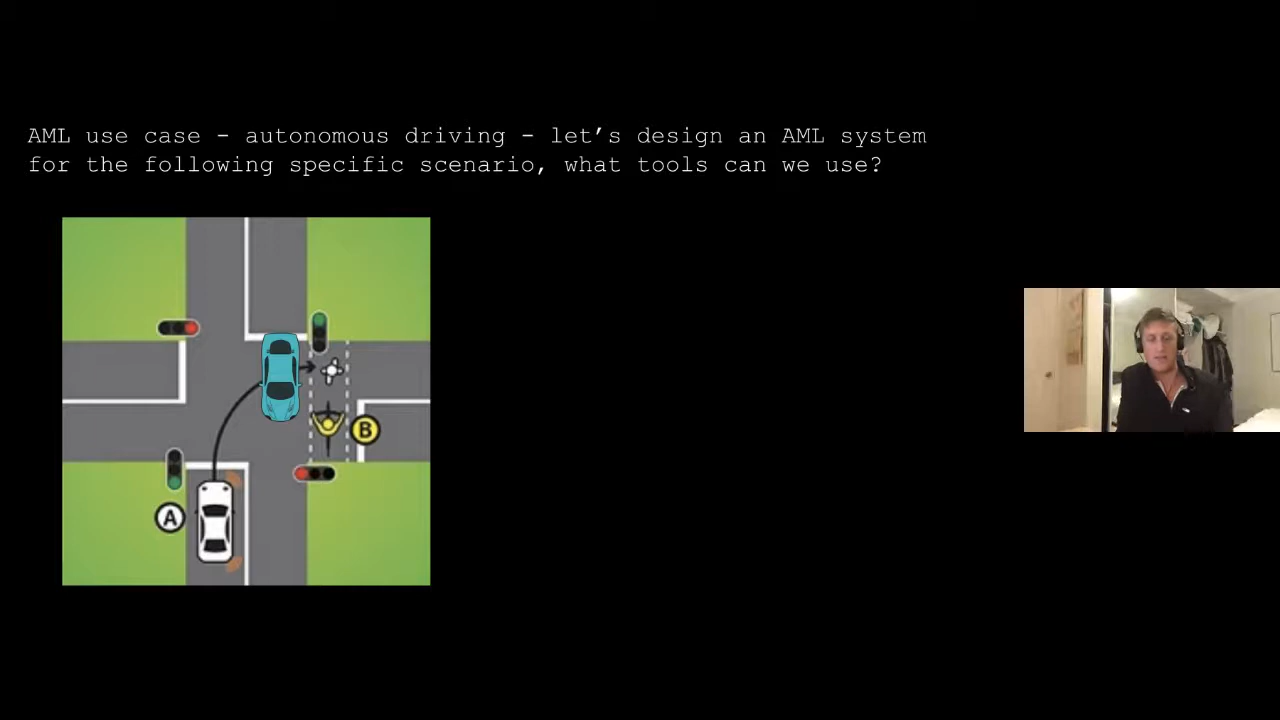 AML use case - autonomous driving - let’s design an AML system
for the following specific scenario, what tools can we use?
B
A